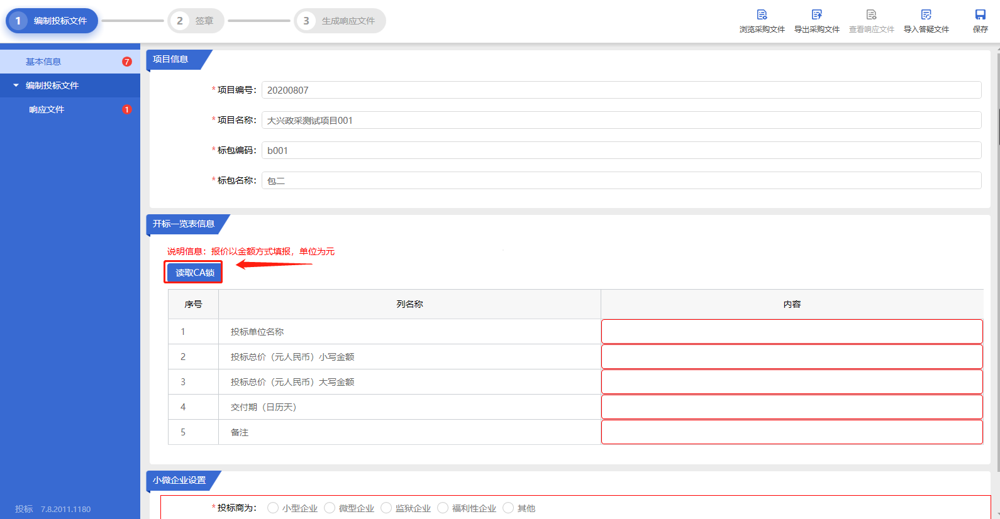 1 编制投标文件 2 签章 3 生成响应文件
浏览采购文件 导出采购文件 查看响应文件 导入答疑文件 保存
基本信息 7
编制投标文件
响应文件 1
项目信息
*项目编号： 20200807
*项目名称： 大兴政采测试项目001
*标包编码： b001
*标包名称： 包二
开标一览表信息
说明信息：报价以金额方式填报，单位为元
读取CA锁
序号 列名称 内容
1 投标单位名称
2 投标总价（元人民币）小写金额
3 投标总价（元人民币）大写金额
4 交付期（日历天）
5 备注
小微企业设置
*投标商为： 小型企业 微型企业 监狱企业 福利性企业 其他
投标 7.8.2011.1180